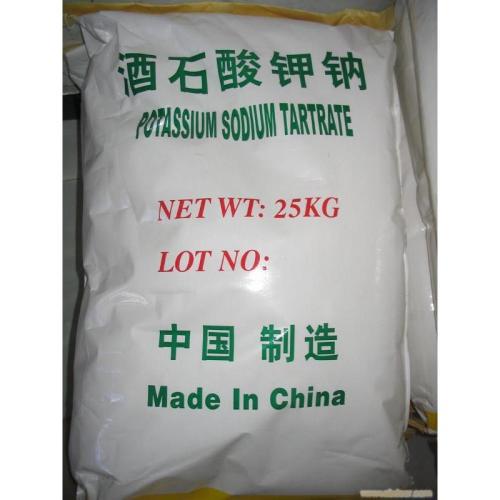 酒石酸钾钠
POTASSIUM SODIUM TARTRATE
NET WT: 25KG
LOT NO:
中国 制造
Made In China